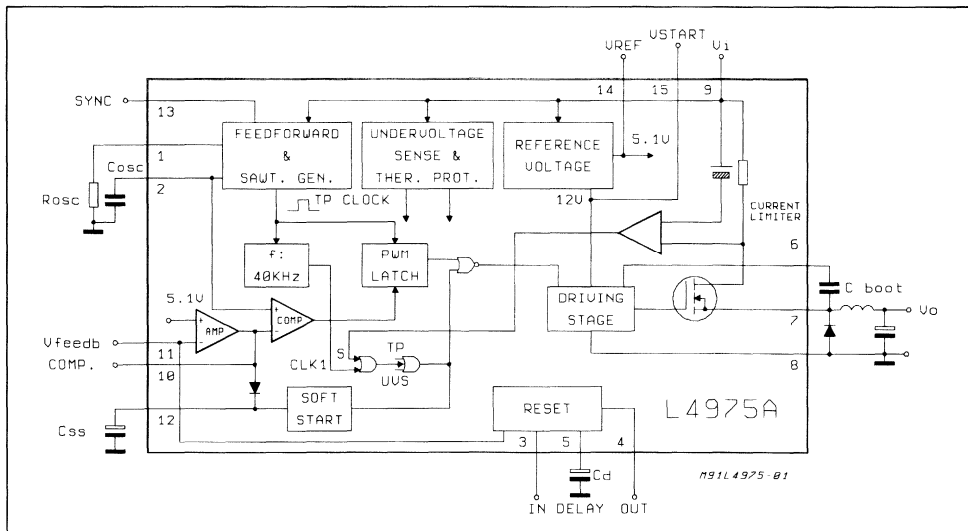 VSTART
VREF Vi
14 15 9
SYNC
13
FEEDFORWARD
&
SAWT. GEN.
UNDERVOLTAGE
SENSE &
THER. PROT.
REFERENCE
VOLTAGE
5.1V
1
Cosc
2
Rosc
TP CLOCK
12V
CURRENT
LIMITER
6
f:
40KHz
PWM
LATCH
C boot
DRIVING
STAGE
5.1V
+
AMP
-
+
COMP
-
7
Vo
Vfeedb
11
COMP.
10
S
CLK1
TP
UVS
8
12
Css
SOFT
START
RESET
L4975A
3 5 4
Cd
M91L4975-01
IN DELAY OUT